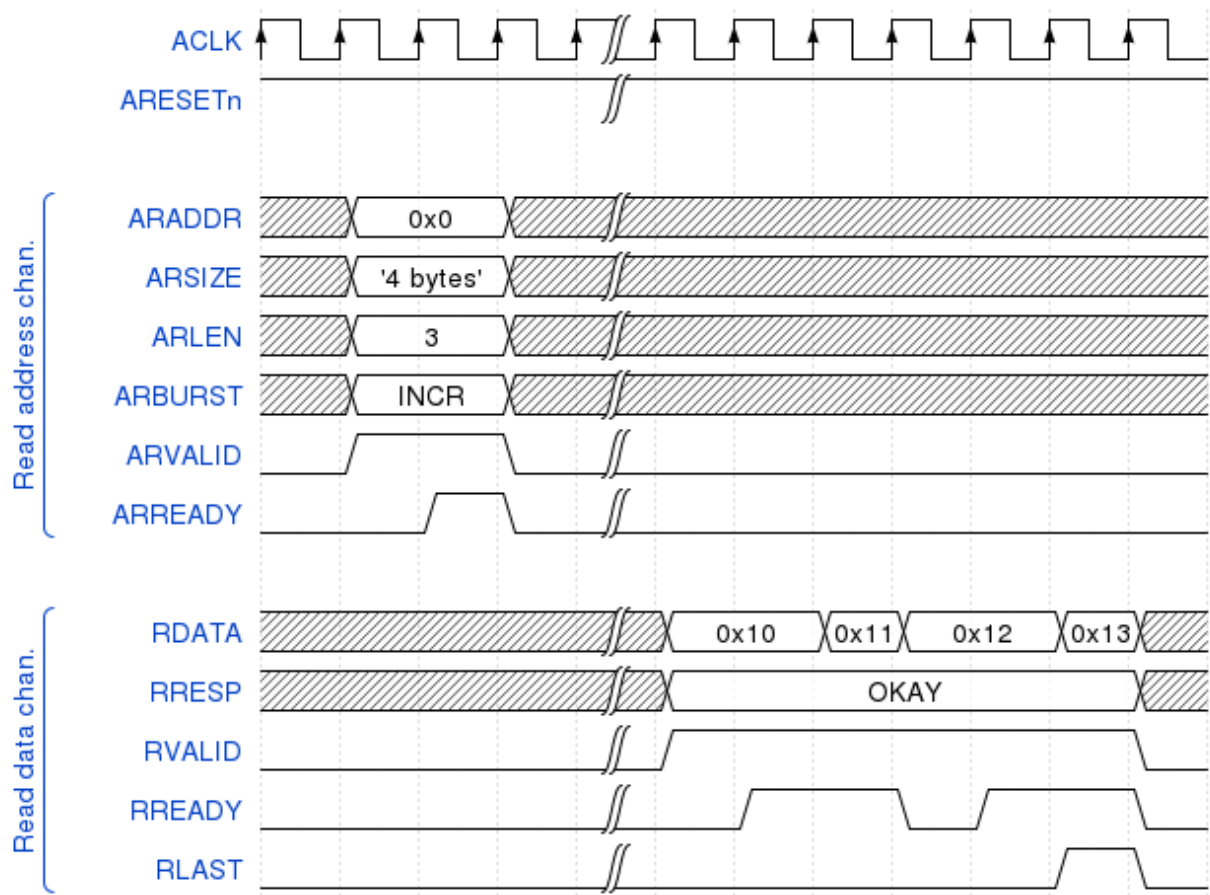 ACLK
ARESETn
Read address chan.
ARADDR 0x0
ARSIZE '4 bytes'
ARLEN 3
ARBURST INCR
ARVALID
ARREADY
Read data chan.
RDATA 0x10 0x11 0x12 0x13
RRESP OKAY
RVALID
RREADY
RLAST